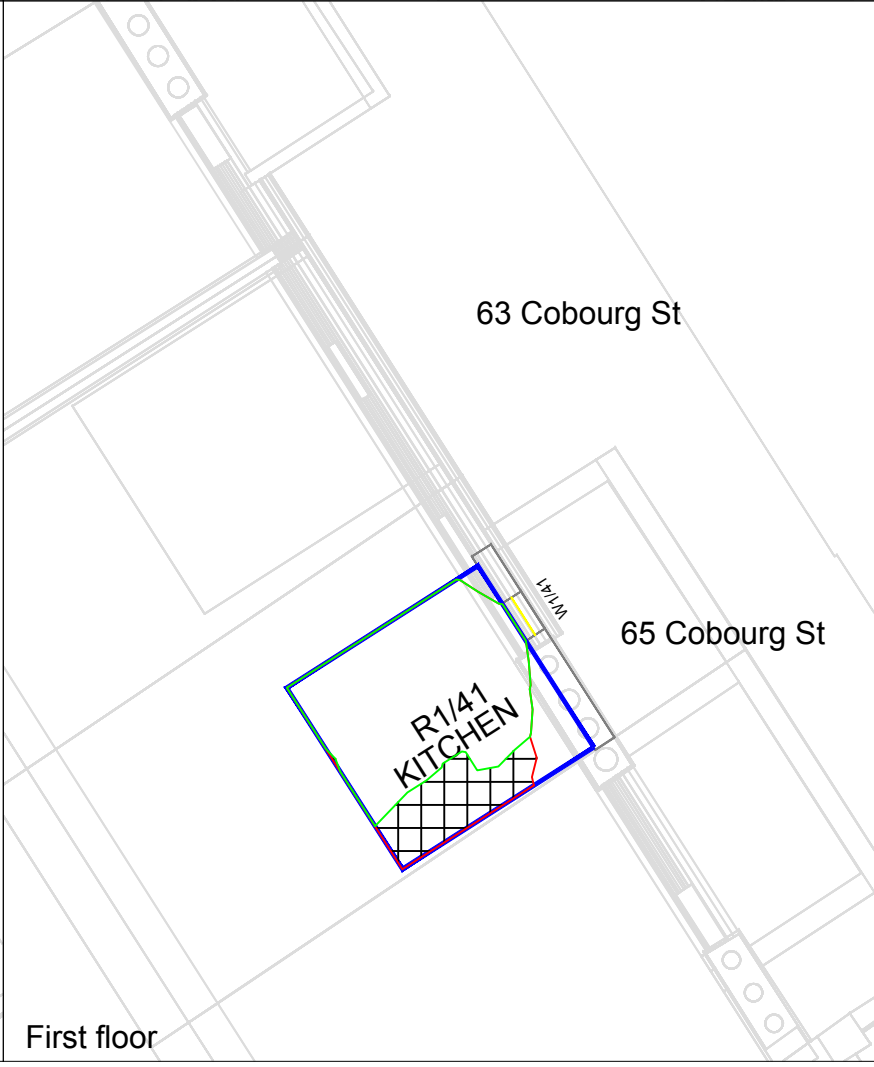 63 Cobourg St
W1/41
65 Cobourg St
R1/41
KITCHEN
First floor